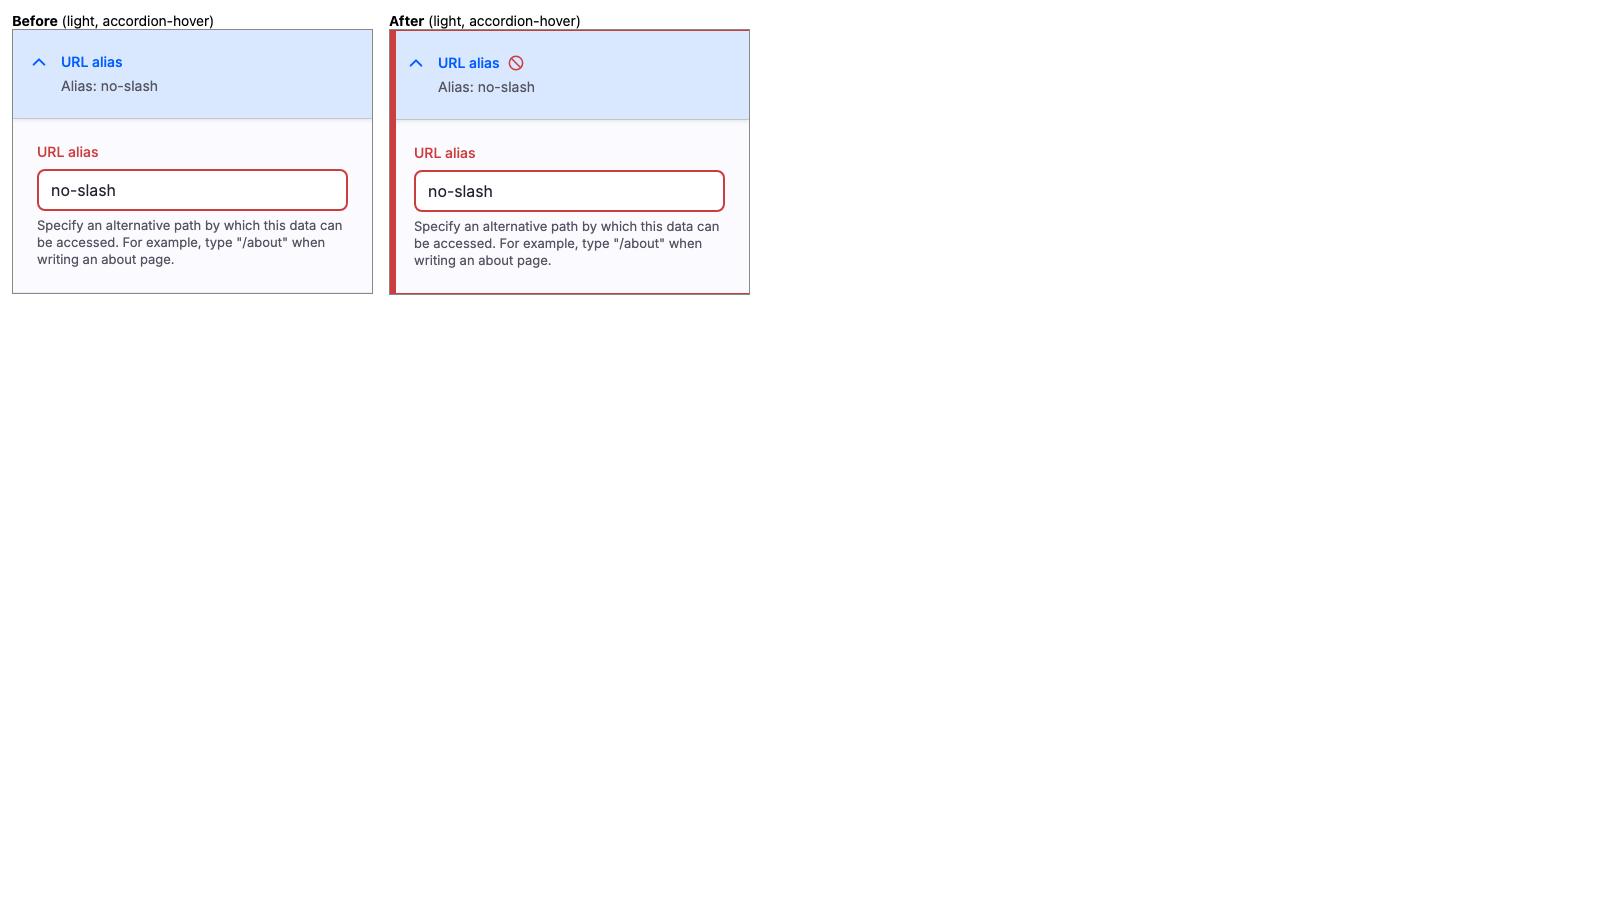 Before (light, accordion-hover)
URL alias
Alias: no-slash
URL alias
no-slash
Specify an alternative path by which this data can
be accessed. For example, type "/about" when
writing an about page.
After (light, accordion-hover)
URL alias
Alias: no-slash
URL alias
no-slash
Specify an alternative path by which this data can
be accessed. For example, type "/about" when
writing an about page.